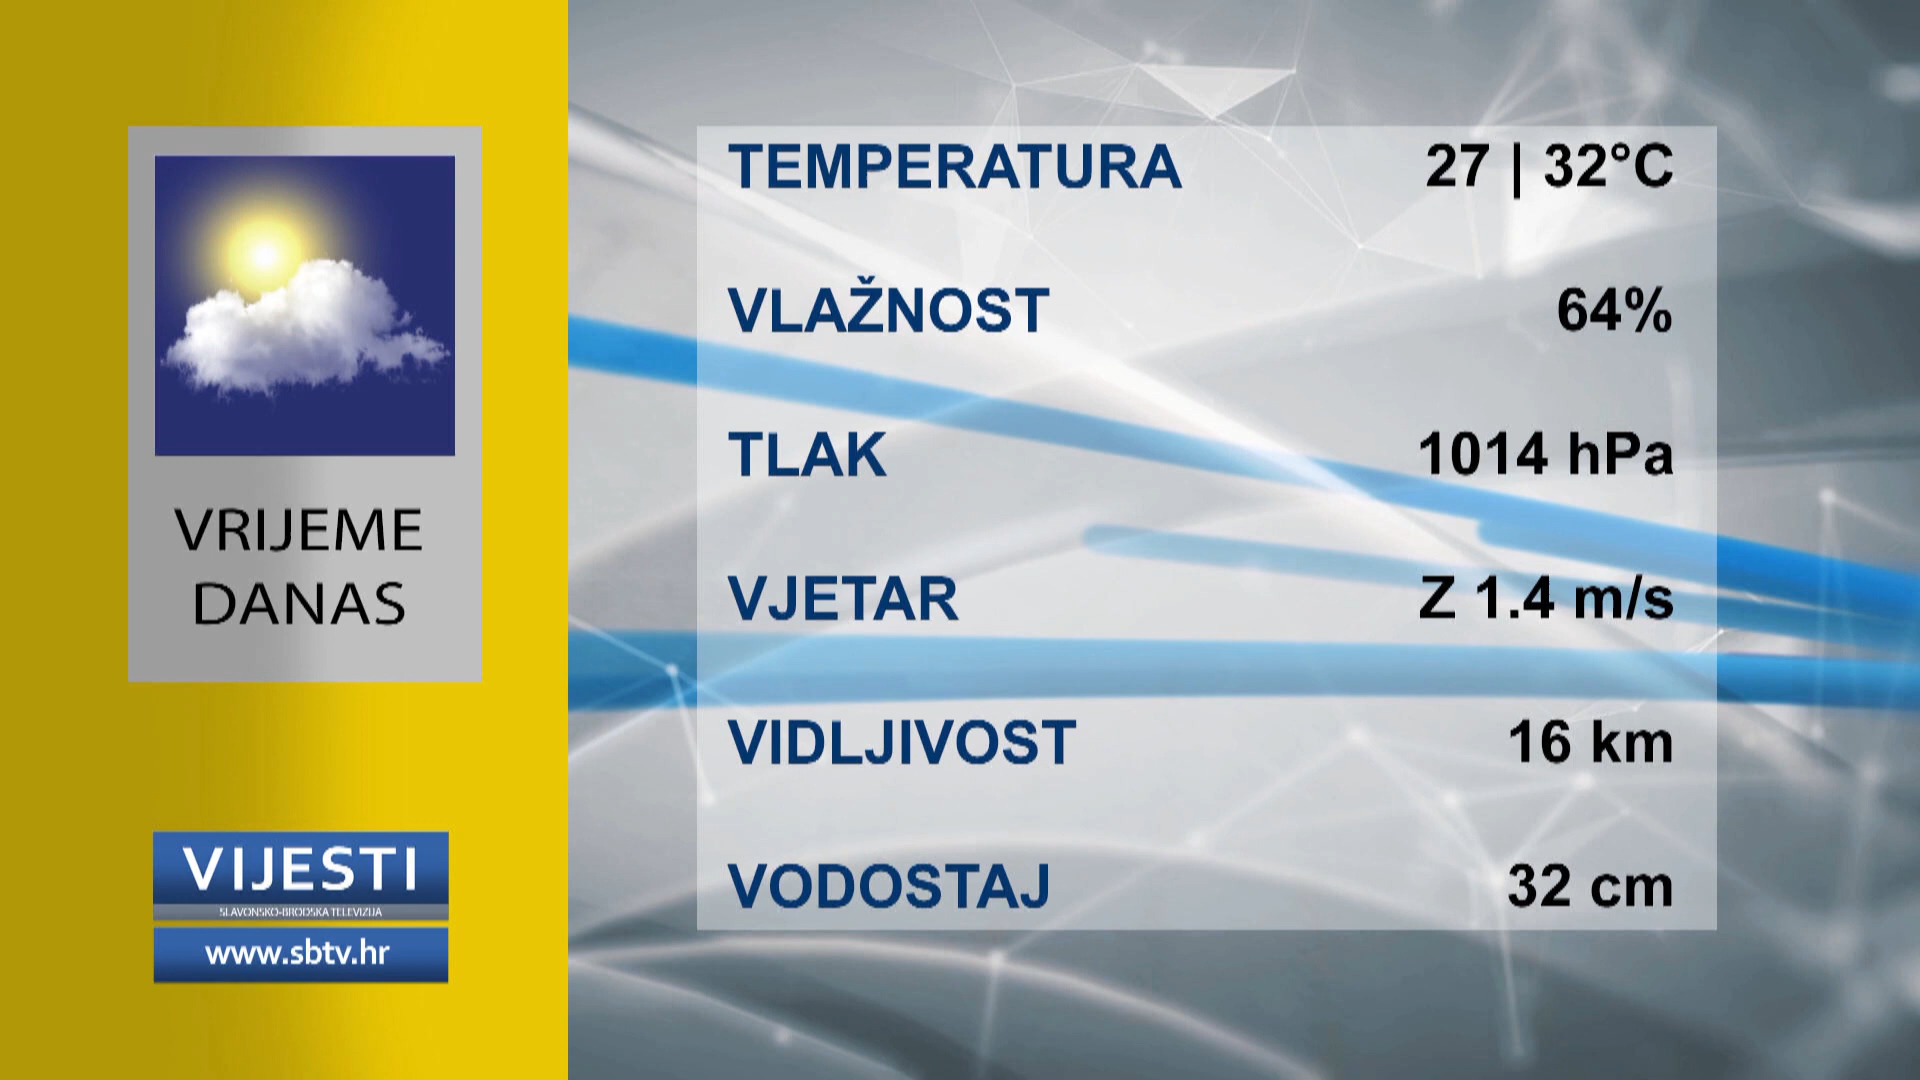 VRIJEME
DANAS
VIJESTI
SLAVONSKO-BRODSKA TELEVIZIJA
www.sbtv.hr
TEMPERATURA 27 | 32°C
VLAŽNOST 64%
TLAK 1014 hPa
VJETAR Z 1.4 m/s
VIDLJIVOST 16 km
VODOSTAJ 32 cm